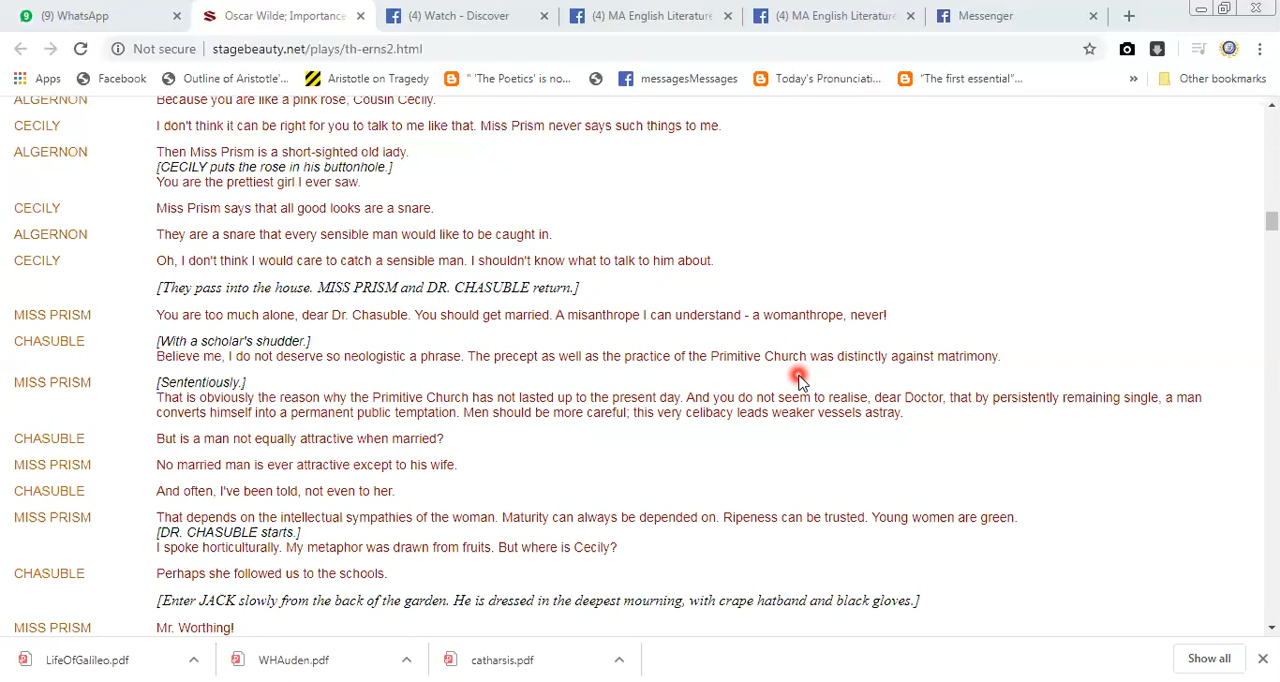 (9) WhatsApp
Oscar Wilde; Importance
(4) Watch - Discover
(4) MA English Literature
(4) MA English Literature
Messenger
Not secure | stagebeauty.net/plays/th-erns2.html
Apps Facebook Outline of Aristotle'... Aristotle on Tragedy " 'The Poetics' is no... messagesMessages Today's Pronunciati... "The first essential"... » Other bookmarks
ALGERNON Because you are like a pink rose, Cousin Cecily.
CECILY I don't think it can be right for you to talk to me like that. Miss Prism never says such things to me.
ALGERNON Then Miss Prism is a short-sighted old lady.
[CECILY puts the rose in his buttonhole.]
You are the prettiest girl I ever saw.
CECILY Miss Prism says that all good looks are a snare.
ALGERNON They are a snare that every sensible man would like to be caught in.
CECILY Oh, I don't think I would care to catch a sensible man. I shouldn't know what to talk to him about.
[They pass into the house. MISS PRISM and DR. CHASUBLE return.]
MISS PRISM You are too much alone, dear Dr. Chasuble. You should get married. A misanthrope I can understand - a womanthrope, never!
CHASUBLE [With a scholar's shudder.]
Believe me, I do not deserve so neologistic a phrase. The precept as well as the practice of the Primitive Church was distinctly against matrimony.
MISS PRISM [Sententiously.]
That is obviously the reason why the Primitive Church has not lasted up to the present day. And you do not seem to realise, dear Doctor, that by persistently remaining single, a man
converts himself into a permanent public temptation. Men should be more careful; this very celibacy leads weaker vessels astray.
CHASUBLE But is a man not equally attractive when married?
MISS PRISM No married man is ever attractive except to his wife.
CHASUBLE And often, I've been told, not even to her.
MISS PRISM That depends on the intellectual sympathies of the woman. Maturity can always be depended on. Ripeness can be trusted. Young women are green.
[DR. CHASUBLE starts.]
I spoke horticulturally. My metaphor was drawn from fruits. But where is Cecily?
CHASUBLE Perhaps she followed us to the schools.
[Enter JACK slowly from the back of the garden. He is dressed in the deepest mourning, with crape hatband and black gloves.]
MISS PRISM Mr. Worthing!
LifeOfGalileo.pdf WHAuden.pdf catharsis.pdf Show all